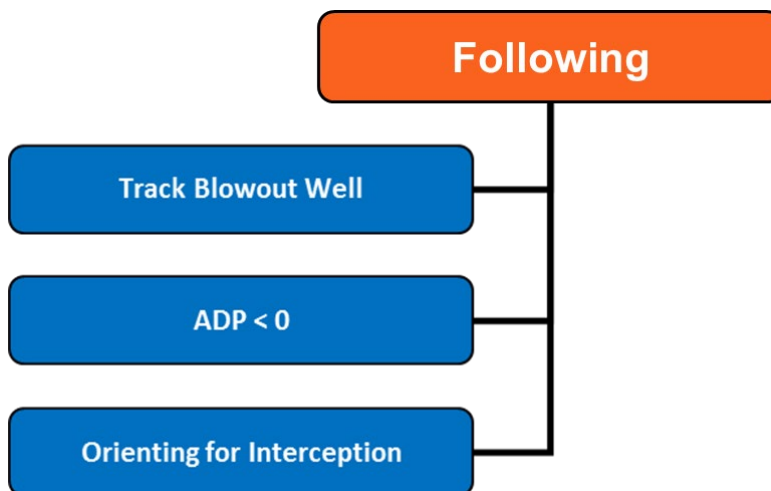 Following
Track Blowout Well
ADP < 0
Orienting for Interception